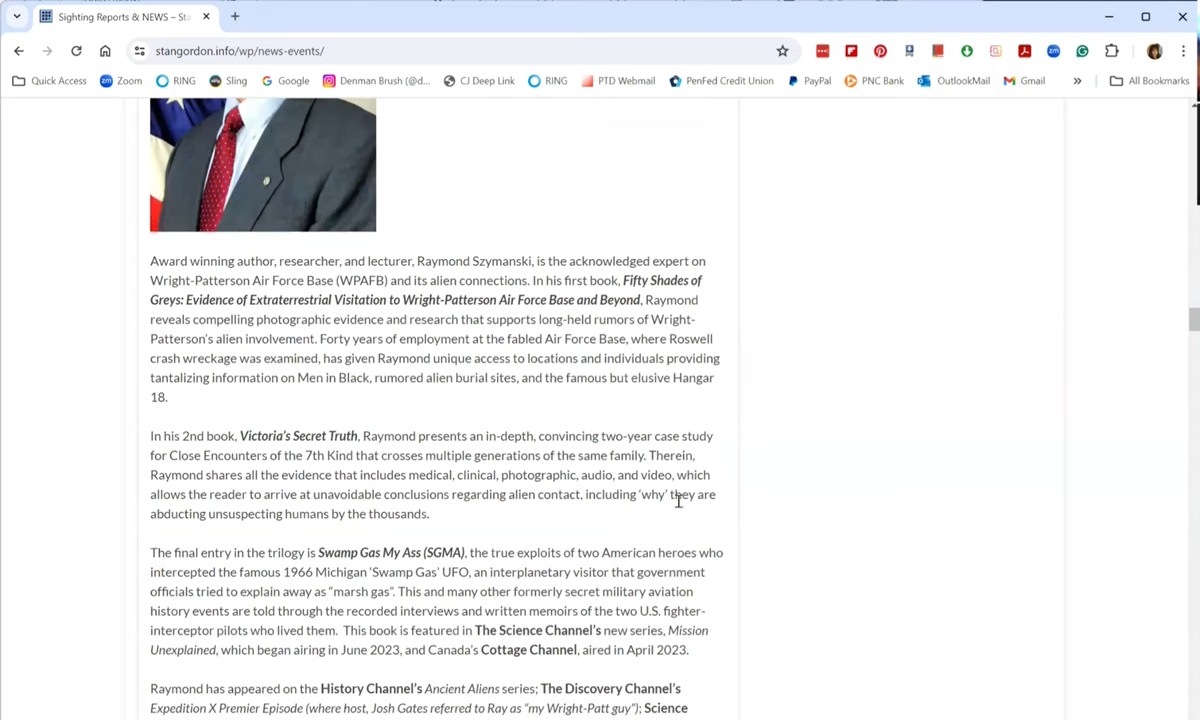 Sighting Reports & NEWS – Sta
stangordon.info/wp/news-events/
Quick Access Zoom RING Sling Google Denman Brush (@d... CJ Deep Link RING PTD Webmail PenFed Credit Union PayPal PNC Bank OutlookMail Gmail » All Bookmarks
Award winning author, researcher, and lecturer, Raymond Szymanski, is the acknowledged expert on
Wright-Patterson Air Force Base (WPAFB) and its alien connections. In his first book, Fifty Shades of
Greys: Evidence of Extraterrestrial Visitation to Wright-Patterson Air Force Base and Beyond, Raymond
reveals compelling photographic evidence and research that supports long-held rumors of Wright-
Patterson's alien involvement. Forty years of employment at the fabled Air Force Base, where Roswell
crash wreckage was examined, has given Raymond unique access to locations and individuals providing
tantalizing information on Men in Black, rumored alien burial sites, and the famous but elusive Hangar
18.
In his 2nd book, Victoria's Secret Truth, Raymond presents an in-depth, convincing two-year case study
for Close Encounters of the 7th Kind that crosses multiple generations of the same family. Therein,
Raymond shares all the evidence that includes medical, clinical, photographic, audio, and video, which
allows the reader to arrive at unavoidable conclusions regarding alien contact, including 'why' they are
abducting unsuspecting humans by the thousands.
The final entry in the trilogy is Swamp Gas My Ass (SGMA), the true exploits of two American heroes who
intercepted the famous 1966 Michigan 'Swamp Gas' UFO, an interplanetary visitor that government
officials tried to explain away as "marsh gas". This and many other formerly secret military aviation
history events are told through the recorded interviews and written memoirs of the two U.S. fighter-
interceptor pilots who lived them. This book is featured in The Science Channel's new series, Mission
Unexplained, which began airing in June 2023, and Canada's Cottage Channel, aired in April 2023.
Raymond has appeared on the History Channel's Ancient Aliens series; The Discovery Channel's
Expedition X Premier Episode (where host, Josh Gates referred to Ray as "my Wright-Patt guy"); Science